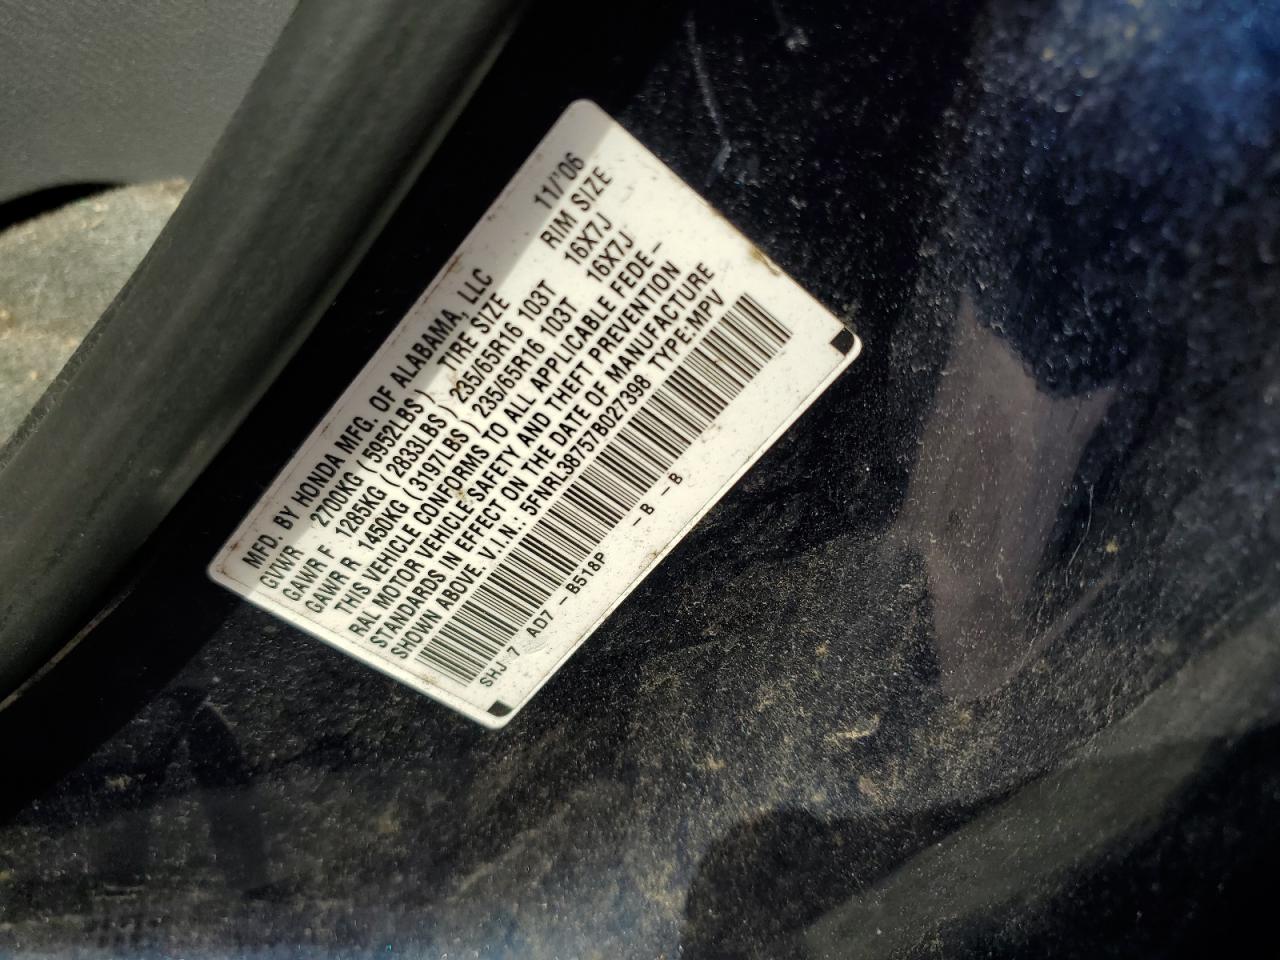 MFD. BY HONDA MFG. OF ALABAMA, LLC 11/'06
GVWR 2700KG (5952LBS) TIRE SIZE RIM SIZE
GAWR F 1285KG (2833LBS) 235/65R16 103T 16X7J
GAWR R 1450KG (3197LBS) 235/65R16 103T 16X7J
THIS VEHICLE CONFORMS TO ALL APPLICABLE FEDE-
RAL MOTOR VEHICLE SAFETY AND THEFT PREVENTION
STANDARDS IN EFFECT ON THE DATE OF MANUFACTURE
SHOWN ABOVE. V.I.N.: 5FNRL38757B027398 TYPE:MPV
SHJ 7 AD7 -B518P -B -B